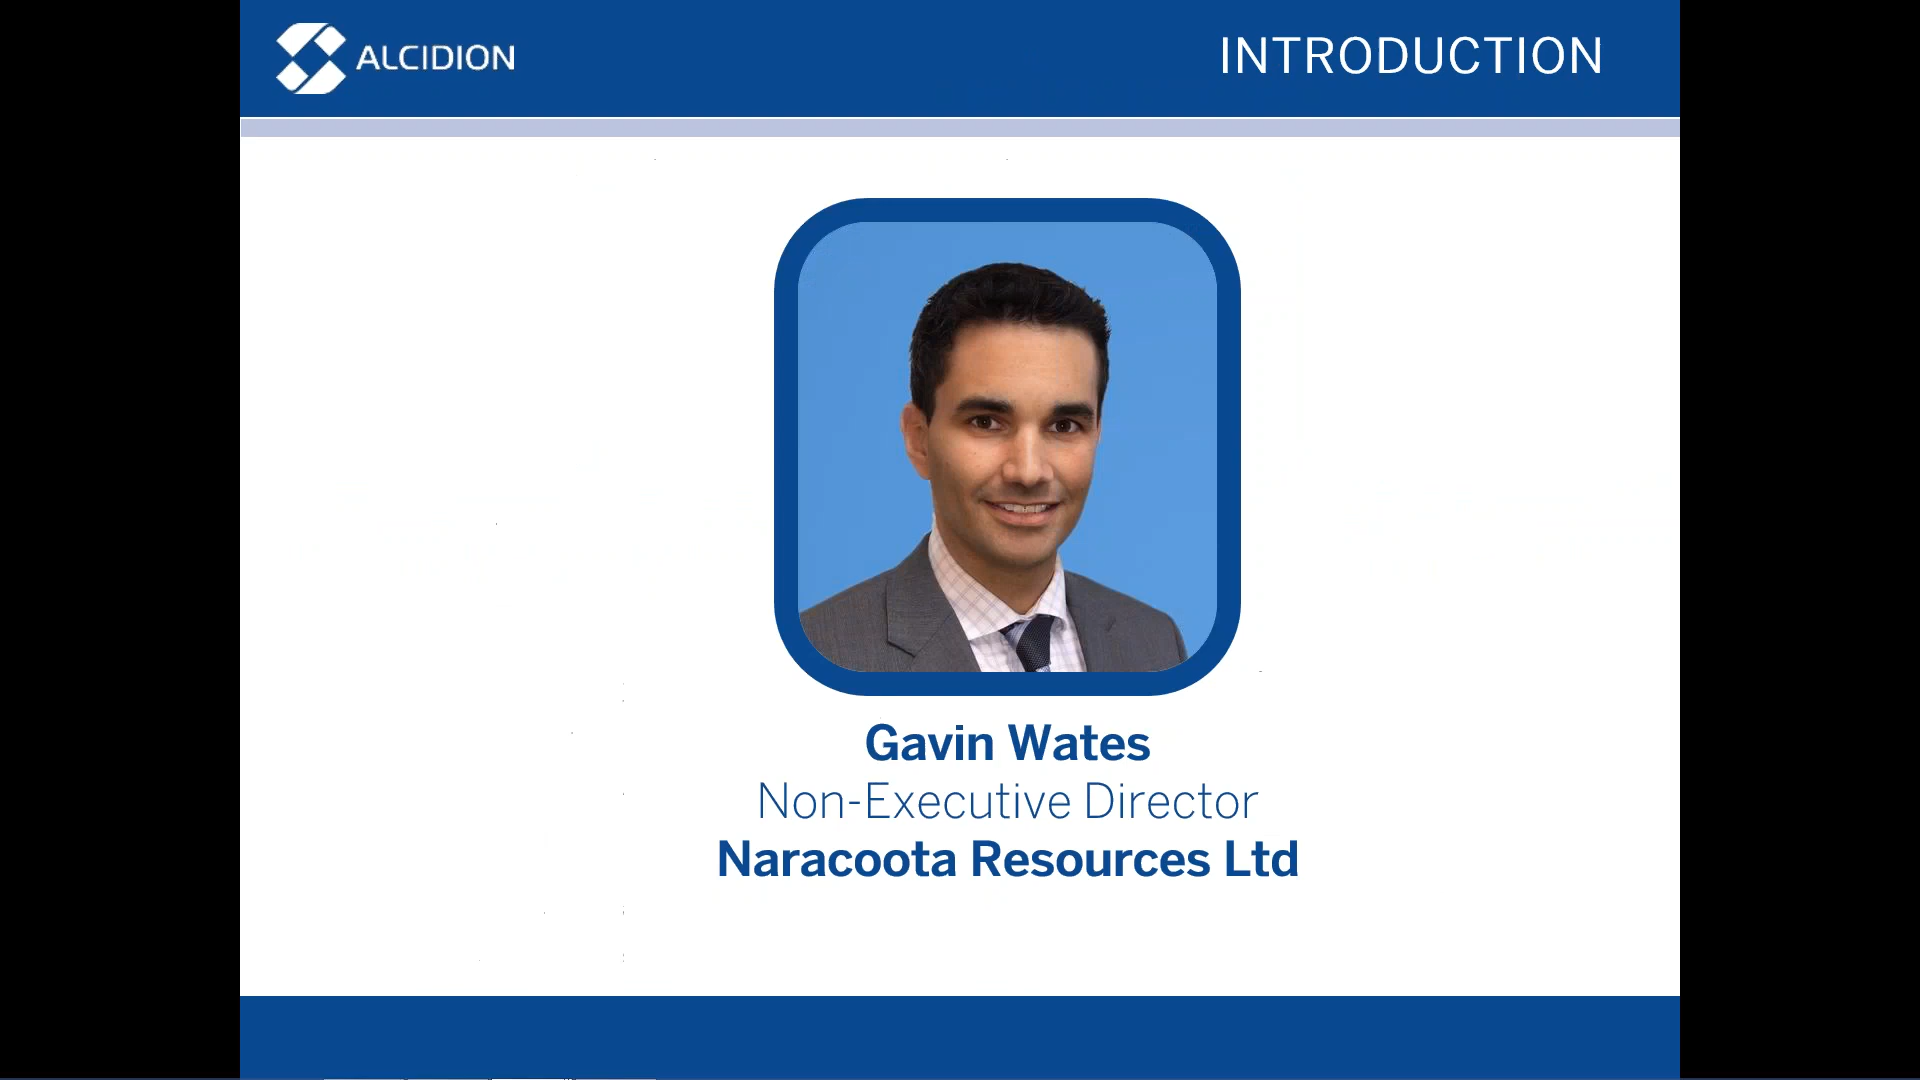 ALCIDION
INTRODUCTION
Gavin Wates
Non-Executive Director
Naracoota Resources Ltd